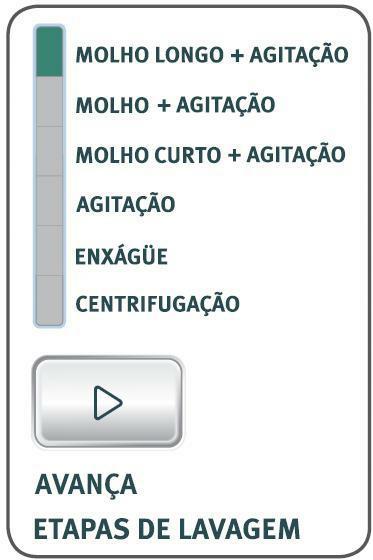 MOLHO LONGO + AGITAÇÃO
MOLHO + AGITAÇÃO
MOLHO CURTO + AGITAÇÃO
AGITAÇÃO
ENXÁGÜE
CENTRIFUGAÇÃO
AVANÇA
ETAPAS DE LAVAGEM